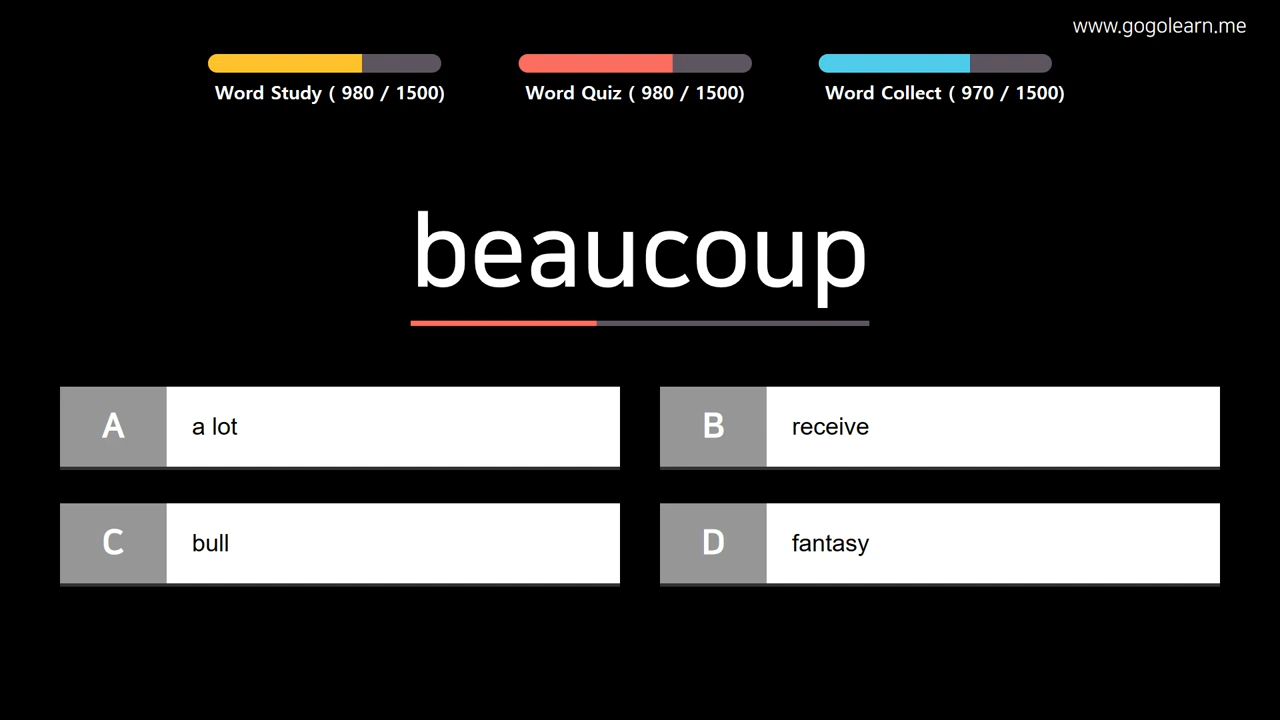 www.gogolearn.me
Word Study ( 980 / 1500)
Word Quiz ( 980 / 1500)
Word Collect ( 970 / 1500)
beaucoup
A
a lot
B
receive
C
bull
D
fantasy